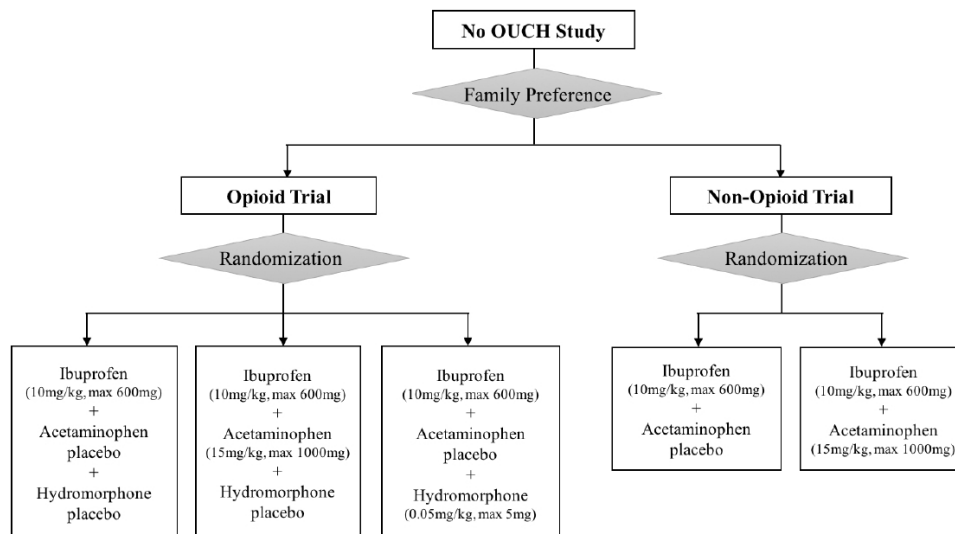 No OUCH Study
Family Preference
Opioid Trial
Non-Opioid Trial
Randomization
Randomization
Ibuprofen
(10mg/kg, max 600mg)
+
Acetaminophen
placebo
+
Hydromorphone
placebo
Ibuprofen
(10mg/kg, max 600mg)
+
Acetaminophen
(15mg/kg, max 1000mg)
+
Hydromorphone
placebo
Ibuprofen
(10mg/kg, max 600mg)
+
Acetaminophen
placebo
+
Hydromorphone
(0.05mg/kg, max 5mg)
Ibuprofen
(10mg/kg, max 600mg)
+
Acetaminophen
placebo
Ibuprofen
(10mg/kg, max 600mg)
+
Acetaminophen
(15mg/kg, max 1000mg)